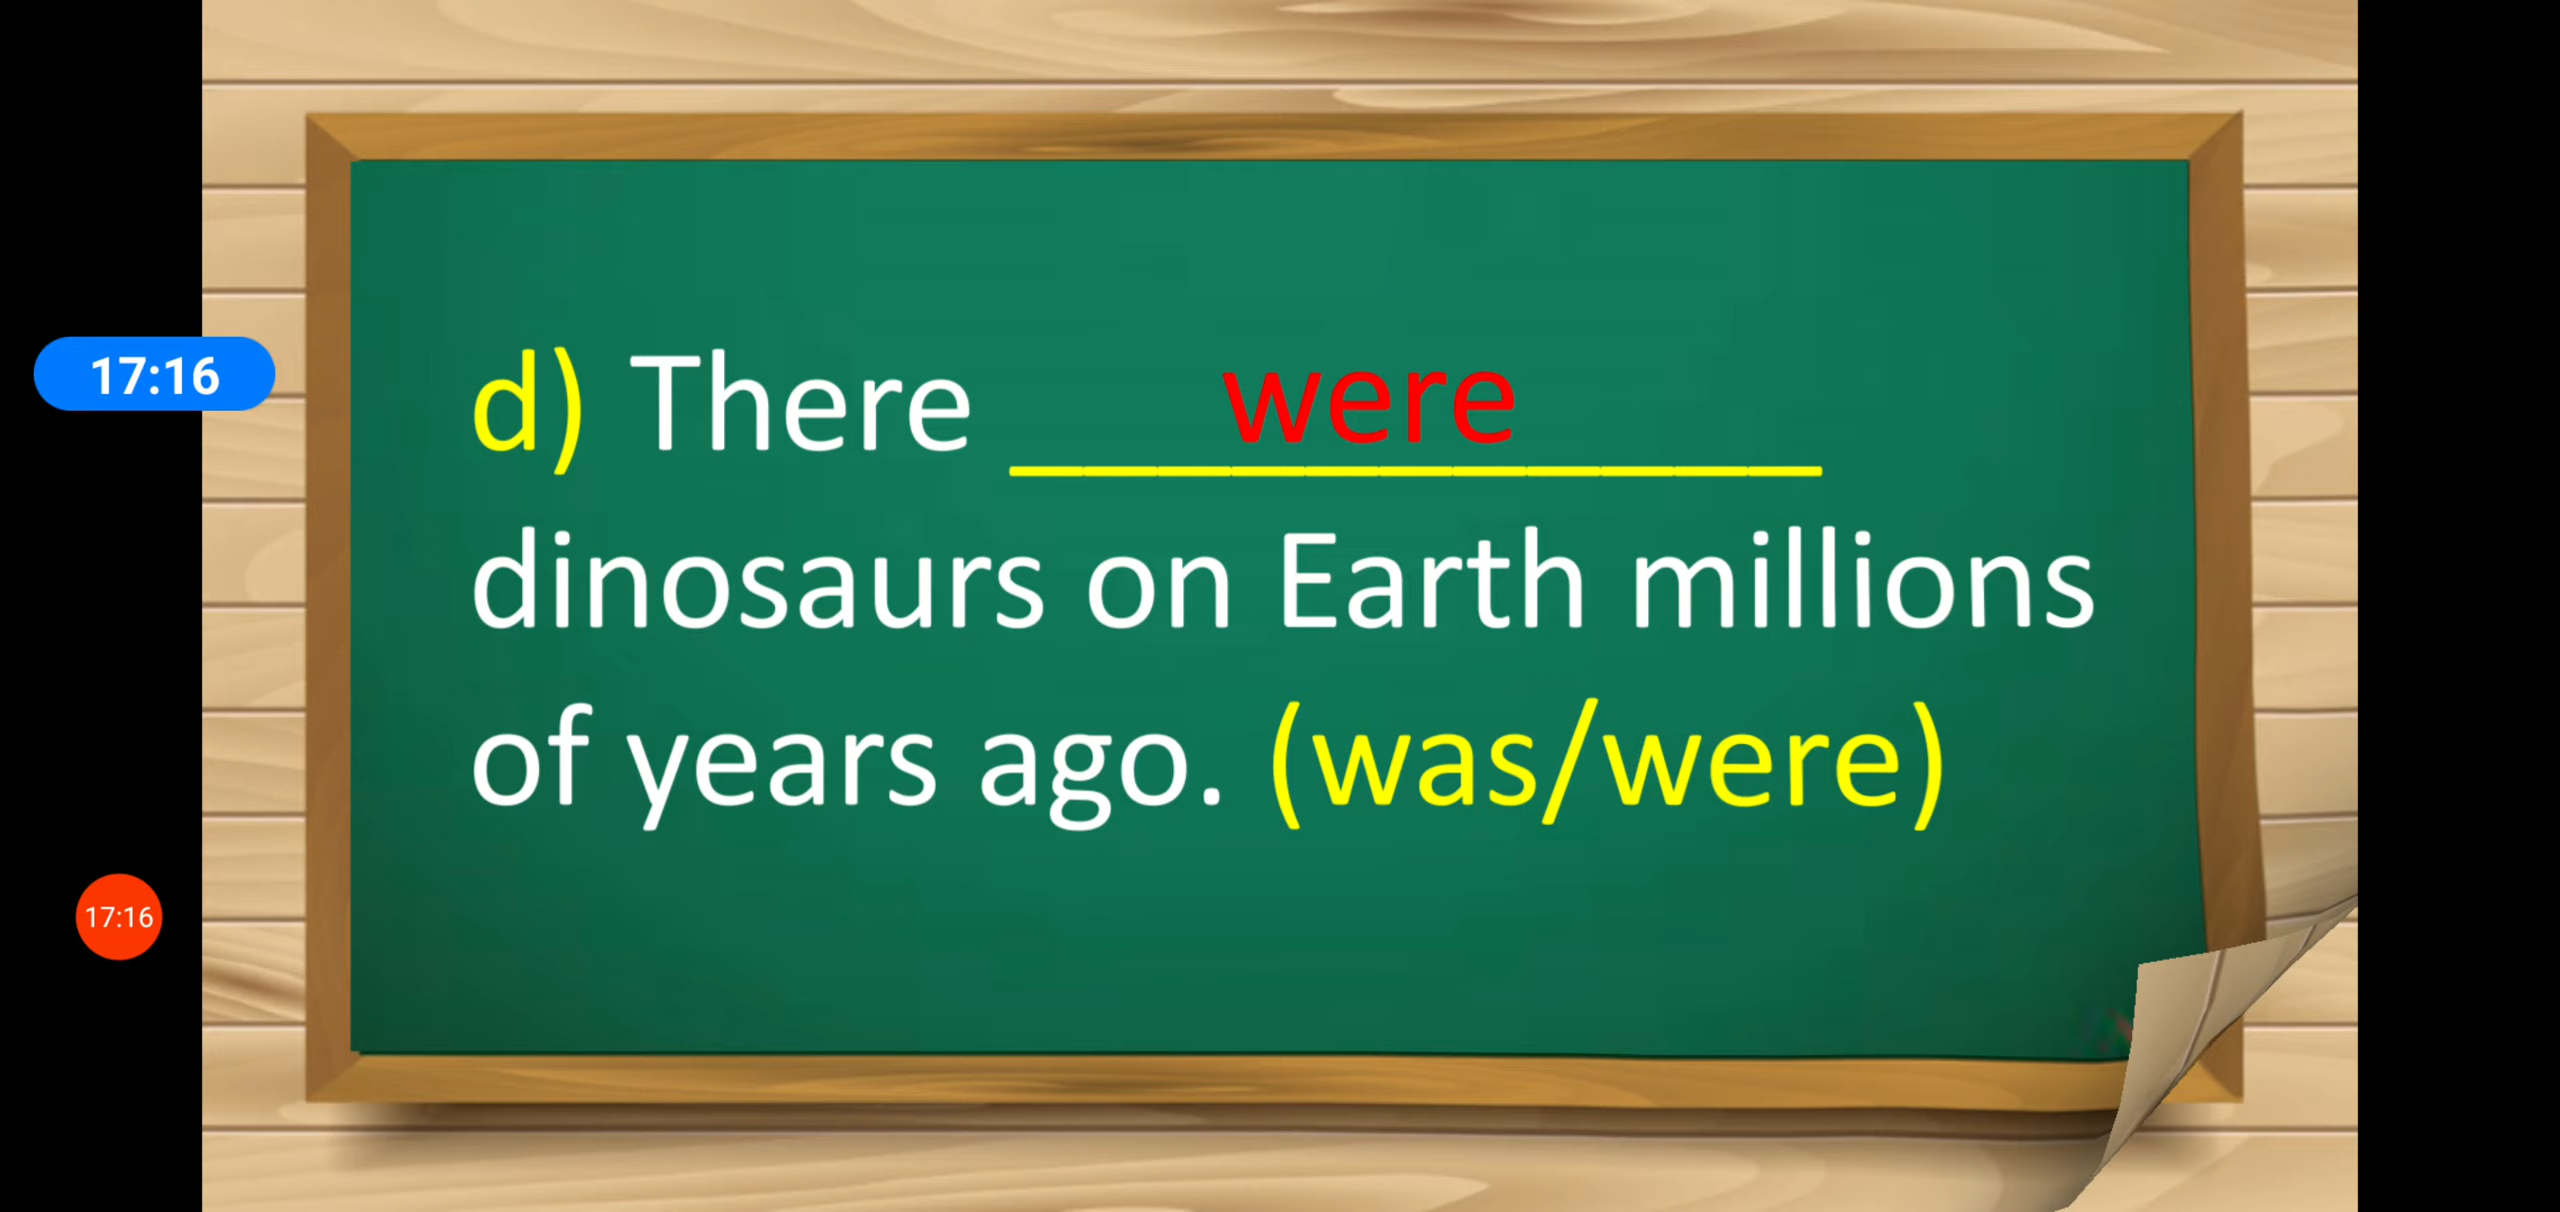 17:16
d) There were
dinosaurs on Earth millions
of years ago. (was/were)
17:16